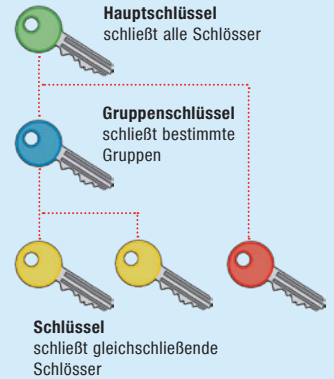 Hauptschlüssel
schließt alle Schlösser
Gruppenschlüssel
schließt bestimmte
Gruppen
Schlüssel
schließt gleichschließende
Schlösser